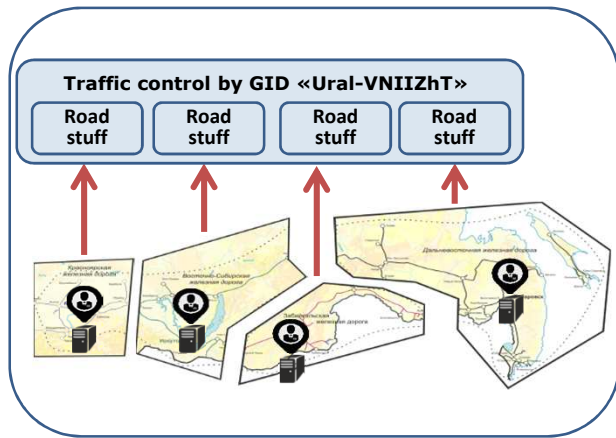 Traffic control by GID «Ural-VNIIZhT»
Road
stuff
Road
stuff
Road
stuff
Road
stuff
Красноярская
железная дорога
Восточно-Сибирская
железная дорога
Забайкальская
железная дорога
Дальневосточная железная дорога